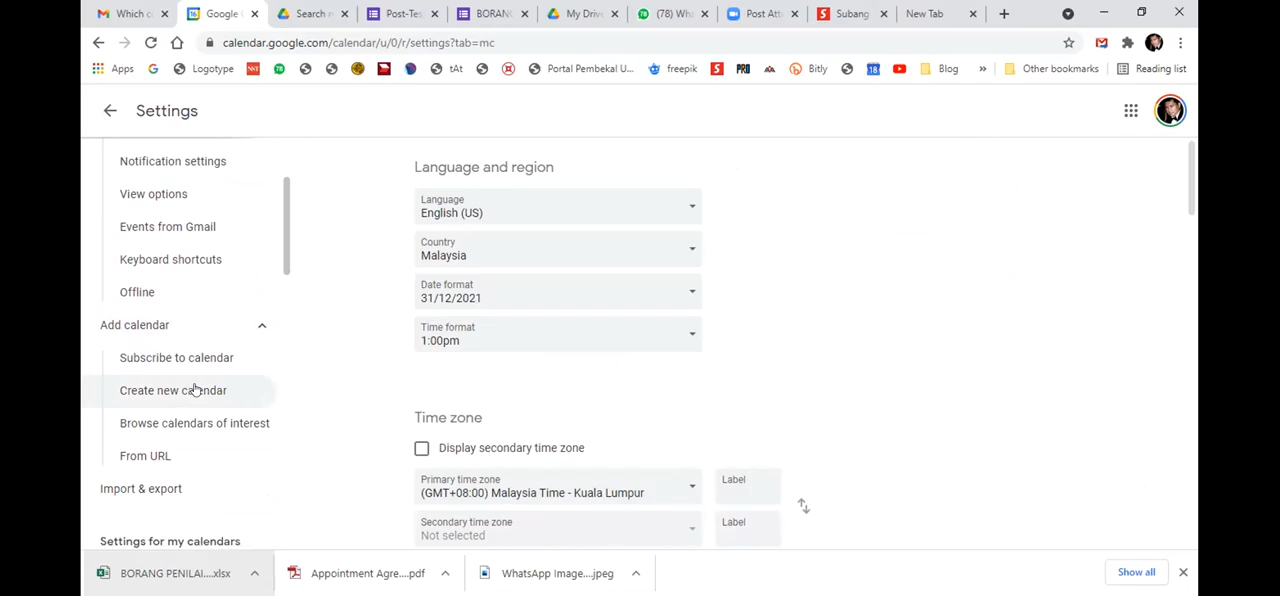 Which c
Google C
Search r
Post-Tes
BORANG
My Drive
(78) Wha
Post Att
Subang
New Tab
calendar.google.com/calendar/u/0/r/settings?tab=mc
Apps
Logotype
tAt
Portal Pembekal U...
freepik
Bitly
Blog
»
Other bookmarks
Reading list
Settings
Notification settings
View options
Events from Gmail
Keyboard shortcuts
Offline
Add calendar
Subscribe to calendar
Create new calendar
Browse calendars of interest
From URL
Import & export
Settings for my calendars
Language and region
Language
English (US)
Country
Malaysia
Date format
31/12/2021
Time format
1:00pm
Time zone
Display secondary time zone
Primary time zone
(GMT+08:00) Malaysia Time - Kuala Lumpur
Label
Secondary time zone
Not selected
Label
BORANG PENILAI....xlsx
Appointment Agre....pdf
WhatsApp Image....jpeg
Show all